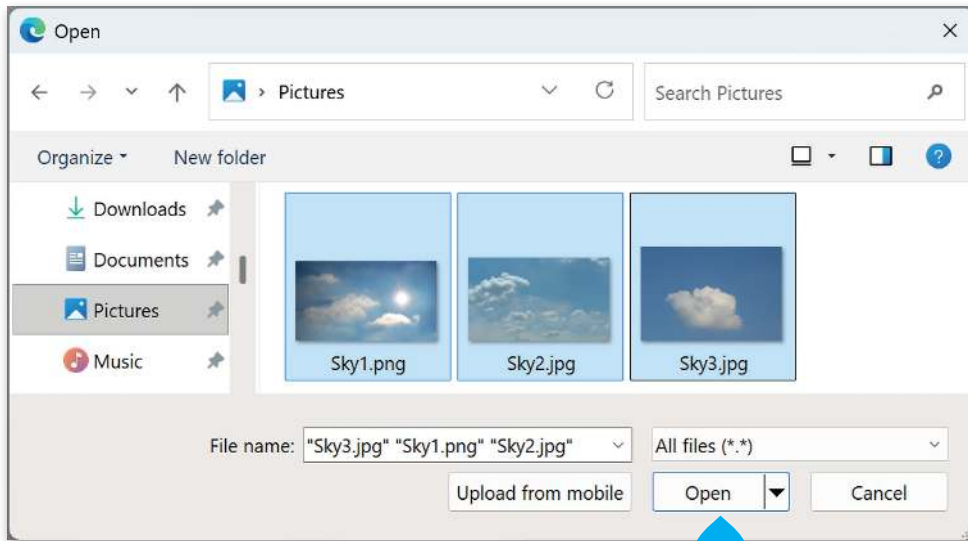 Open
Pictures
Search Pictures
Organize
New folder
Downloads
Documents
Pictures
Music
Sky1.png
Sky2.jpg
Sky3.jpg
File name: "Sky3.jpg" "Sky1.png" "Sky2.jpg"
All files (*.*)
Upload from mobile
Open
Cancel